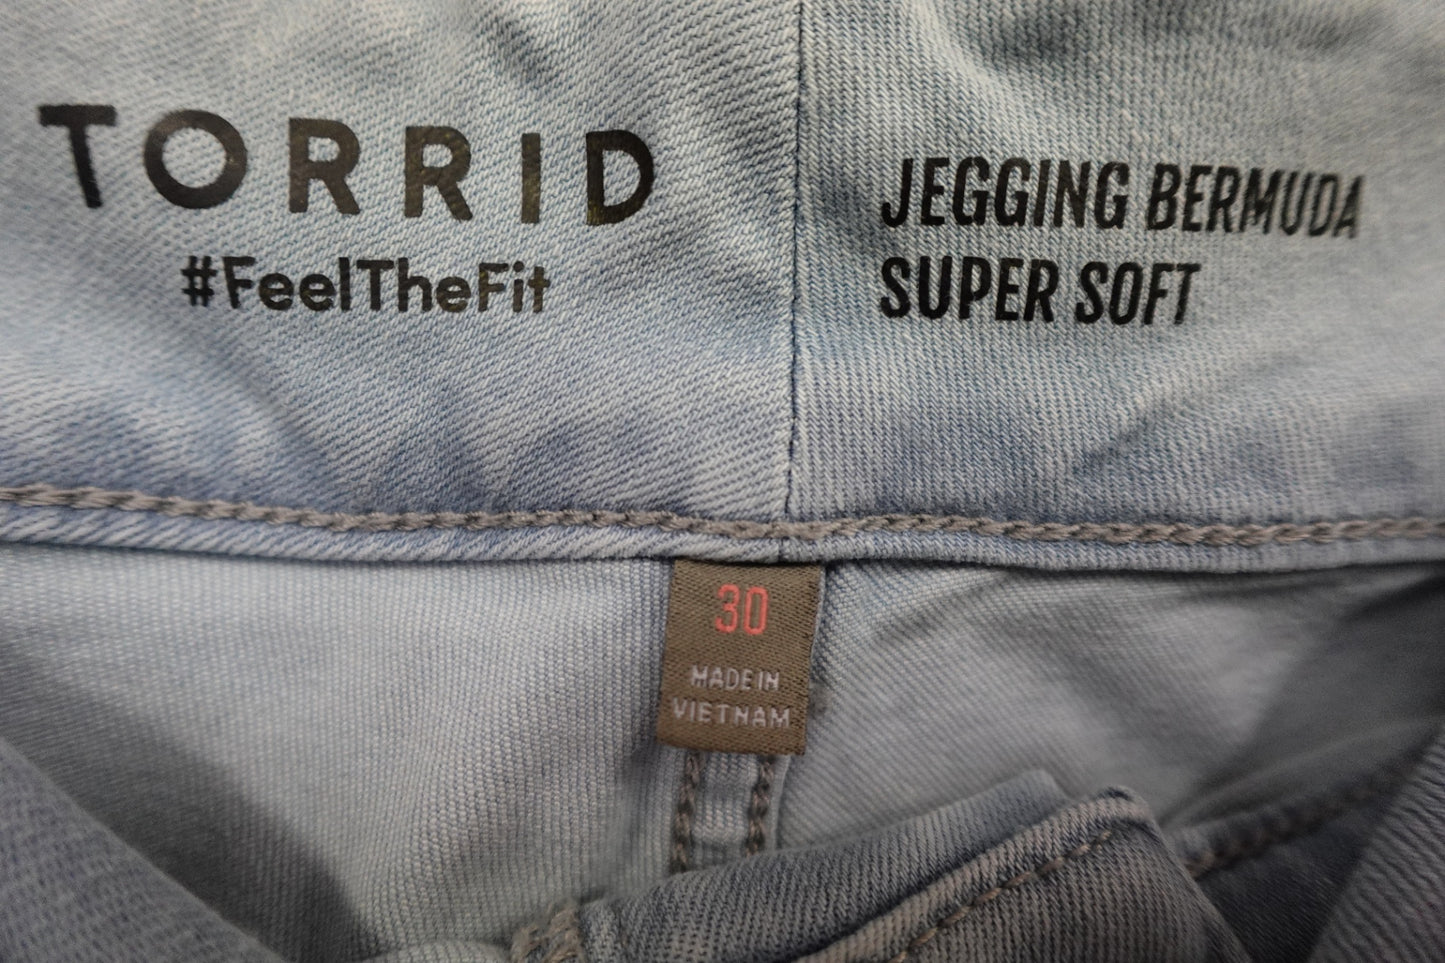 TORRID
#FeelTheFit
JEGGING BERMUDA
SUPER SOFT
30
MADE IN
VIETNAM